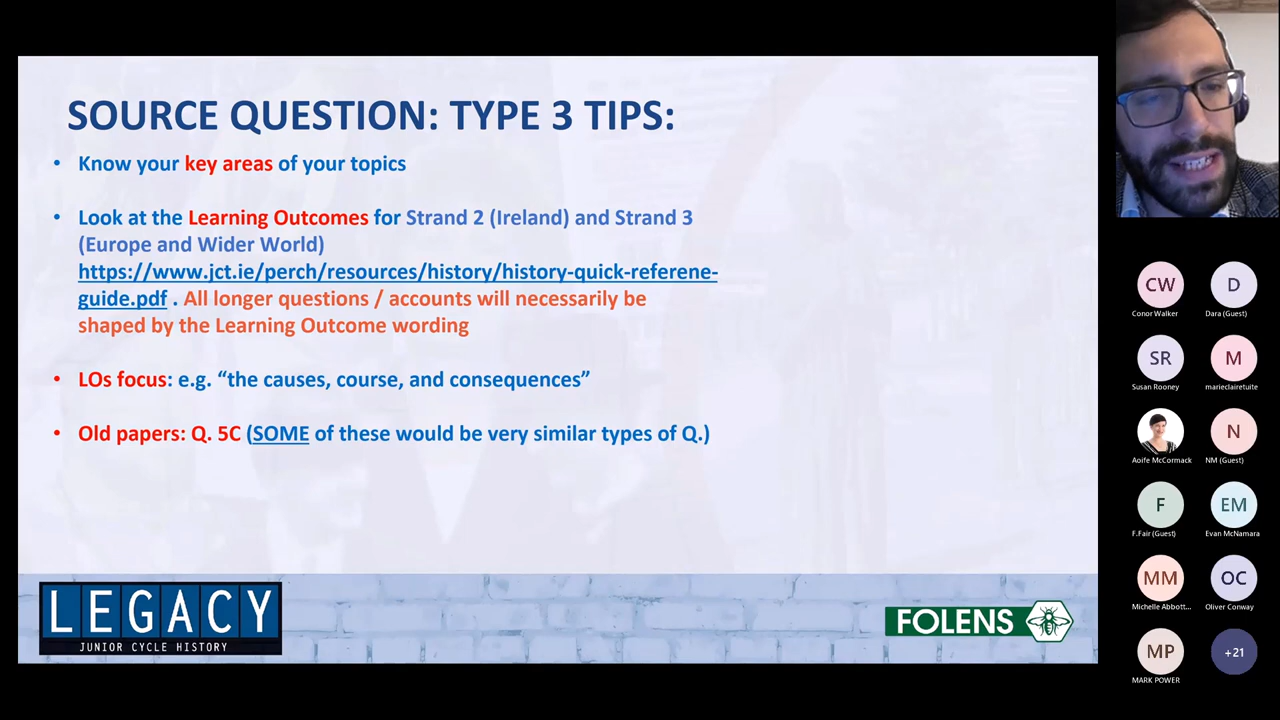 SOURCE QUESTION: TYPE 3 TIPS:
• Know your key areas of your topics
• Look at the Learning Outcomes for Strand 2 (Ireland) and Strand 3
(Europe and Wider World)
https://www.jct.ie/perch/resources/history/history-quick-referene-
guide.pdf . All longer questions / accounts will necessarily be
shaped by the Learning Outcome wording
• LOs focus: e.g. “the causes, course, and consequences”
• Old papers: Q. 5C (SOME of these would be very similar types of Q.)
LEGACY
JUNIOR CYCLE HISTORY
FOLENS
CW
Conor Walker
D
Dara (Guest)
SR
Susan Rooney
M
marieclairetuite
Aoife McCormack
N
NM (Guest)
F
F.Fair (Guest)
EM
Evan McNamara
MM
Michelle Abbott...
OC
Oliver Conway
MP
MARK POWER
+21